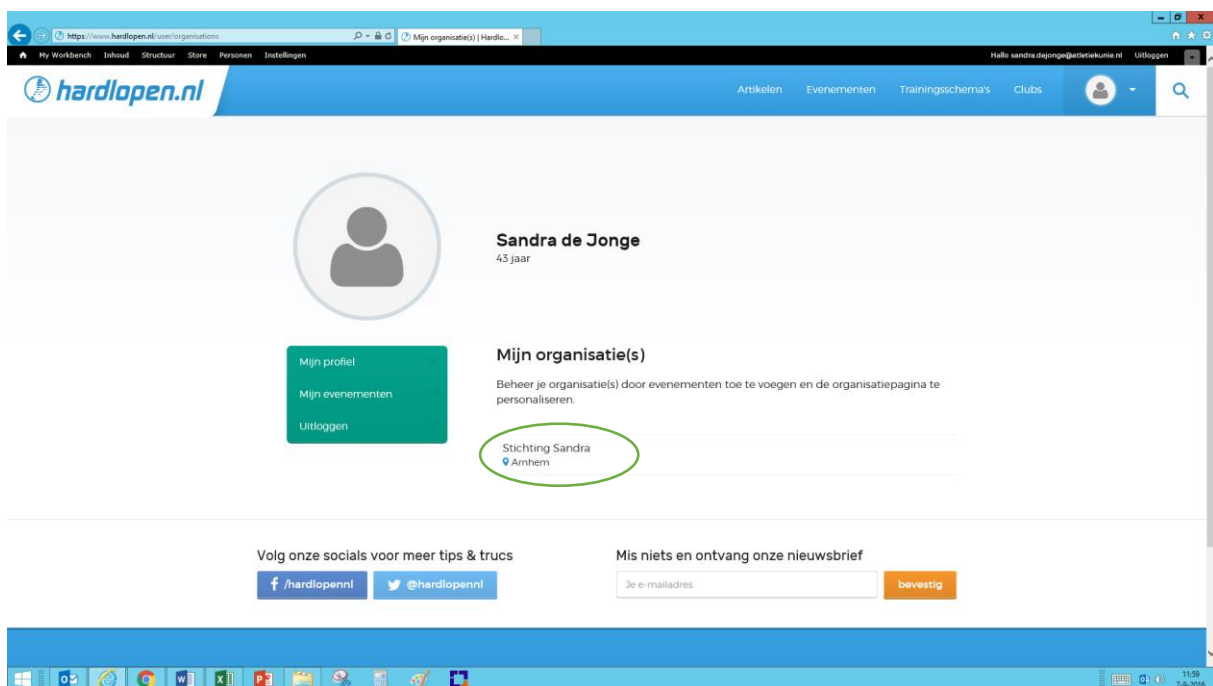 https://www.hardlopen.nl/user/organisations
Mijn organisatie(s) | Hardlo...
My Workbench Inhoud Structuur Store Personen Instellingen
Hallo sandra.dejonge@atletiekunie.nl Uitloggen
hardlopen.nl
Artikelen Evenementen Trainingsschema's Clubs
Sandra de Jonge
43 jaar
Mijn profiel
Mijn evenementen
Uitloggen
Mijn organisatie(s)
Beheer je organisatie(s) door evenementen toe te voegen en de organisatiepagina te
personaliseren.
Stichting Sandra
Arnhem
Volg onze socials voor meer tips & trucs
/hardlopennl @hardlopennl
Mis niets en ontvang onze nieuwsbrief
Je e-mailadres bevestig
11:59
7-9-2016